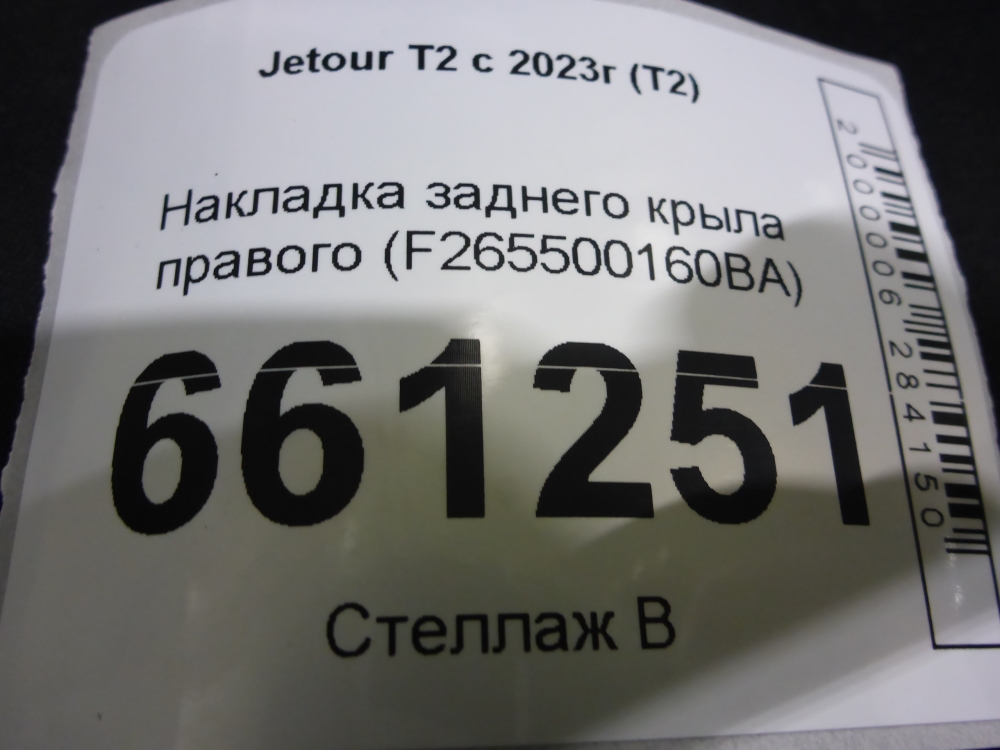 Jetour T2 с 2023г (T2)
Накладка заднего крыла
правого (F265500160BA)
661251
Стеллаж В
2000006284150